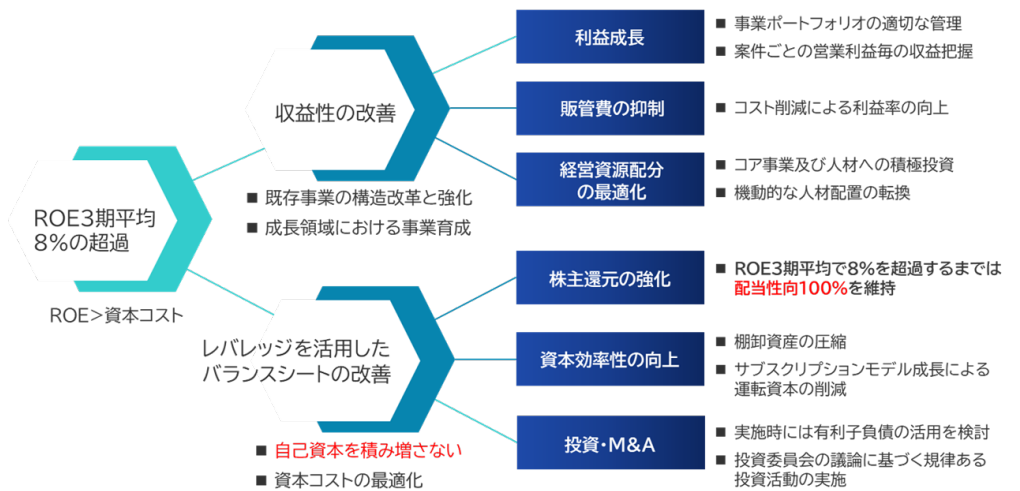 ROE3期平均
8%の超過
ROE>資本コスト
収益性の改善
■ 既存事業の構造改革と強化
■ 成長領域における事業育成
利益成長
■ 事業ポートフォリオの適切な管理
■ 案件ごとの営業利益毎の収益把握
販管費の抑制
■ コスト削減による利益率の向上
経営資源配分
の最適化
■ コア事業及び人材への積極投資
■ 機動的な人材配置の転換
レバレッジを活用した
バランスシートの改善
■ 自己資本を積み増さない
■ 資本コストの最適化
株主還元の強化
■ ROE3期平均で8%を超過するまでは
配当性向100%を維持
資本効率性の向上
■ 棚卸資産の圧縮
■ サブスクリプションモデル成長による
運転資本の削減
投資・M&A
■ 実施時には有利子負債の活用を検討
■ 投資委員会の議論に基づく規律ある
投資活動の実施